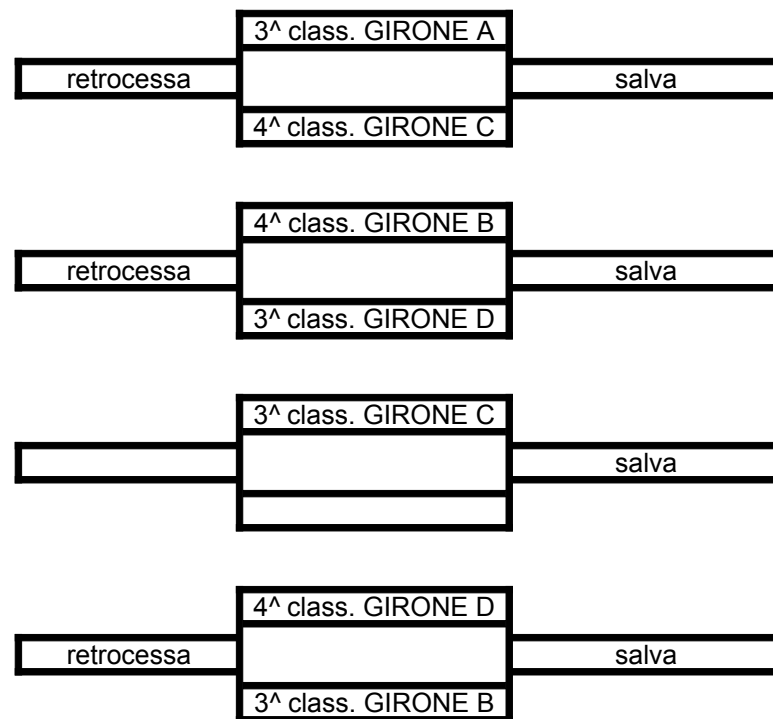 3^ class. GIRONE A
retrocessa
salva
4^ class. GIRONE C
4^ class. GIRONE B
retrocessa
salva
3^ class. GIRONE D
3^ class. GIRONE C
salva
4^ class. GIRONE D
retrocessa
salva
3^ class. GIRONE B